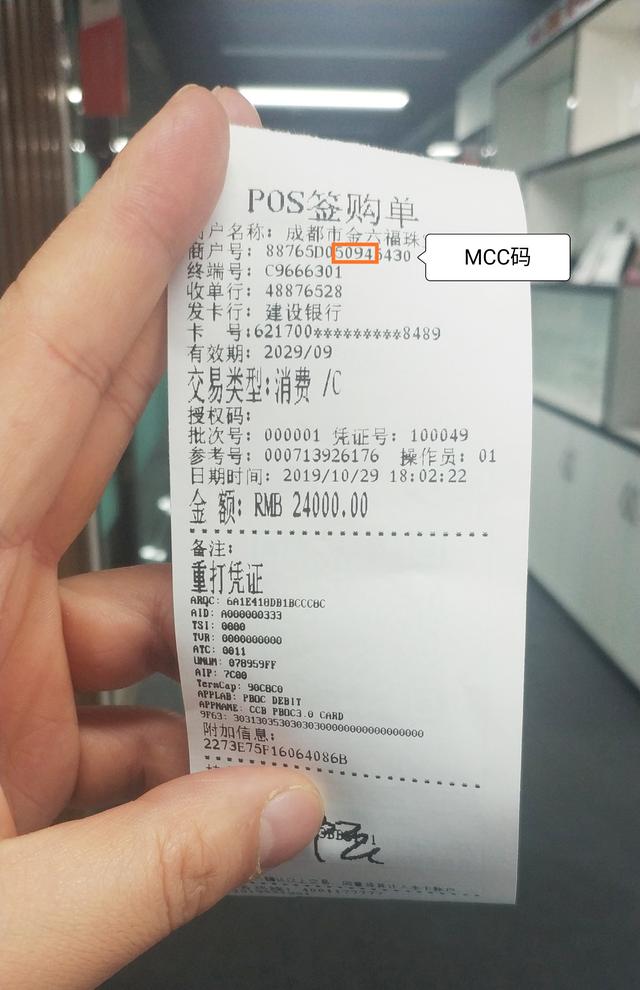 POS签购单
商户名称: 成都市金六福珠
商户号: 88765D050945430
MCC码
终端号: C9666301
收单行: 48876528
发卡行: 建设银行
卡 号:621700*********8489
有效期: 2029/09
交易类型:消费 /C
授权码:
批次号: 000001 凭证号: 100049
参考号: 000713926176 操作员: 01
日期时间: 2019/10/29 18:02:22
金 额: RMB 24000.00
备注:
重打凭证
ARQC: 6A1E418DB1BCCC8C
AID: A000000333
TSI: 0000
TVR: 0000000000
ATC: 0011
UNUM: 078959FF
AIP: 7C00
TermCap: 90C8C0
APPLAB: PBOC DEBIT
APPNAME: CCB PBOC3.0 CARD
9F63: 30313035303030000000000000000000
附加信息:
2273E75F16064086B